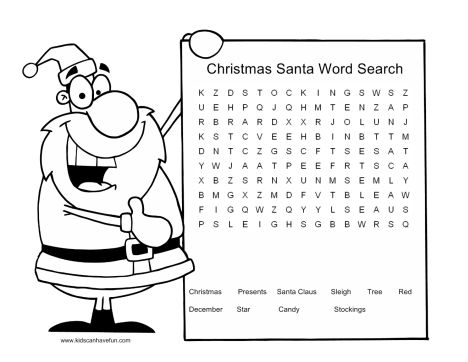 Christmas Santa Word Search
K Z D S T O C K I N G S W S Z
U E H P Q J Q H M T E N Z A P
R B R A R D X X R J O L U N J
K S T C V E E H B I N B T T M
D N T C Z G S C F T S E S A T
Y W J A A T P E E F R T S C A
X B Z S R N X U N M S E M L Y
B M G X Z M D F V T B L E A W
F I G Q W Z Q Y Y L S E A U S
P S L E I G H S G B B W R S Q
Christmas Presents Santa Claus Sleigh Tree Red
December Star Candy Stockings
www.kidscanhavefun.com